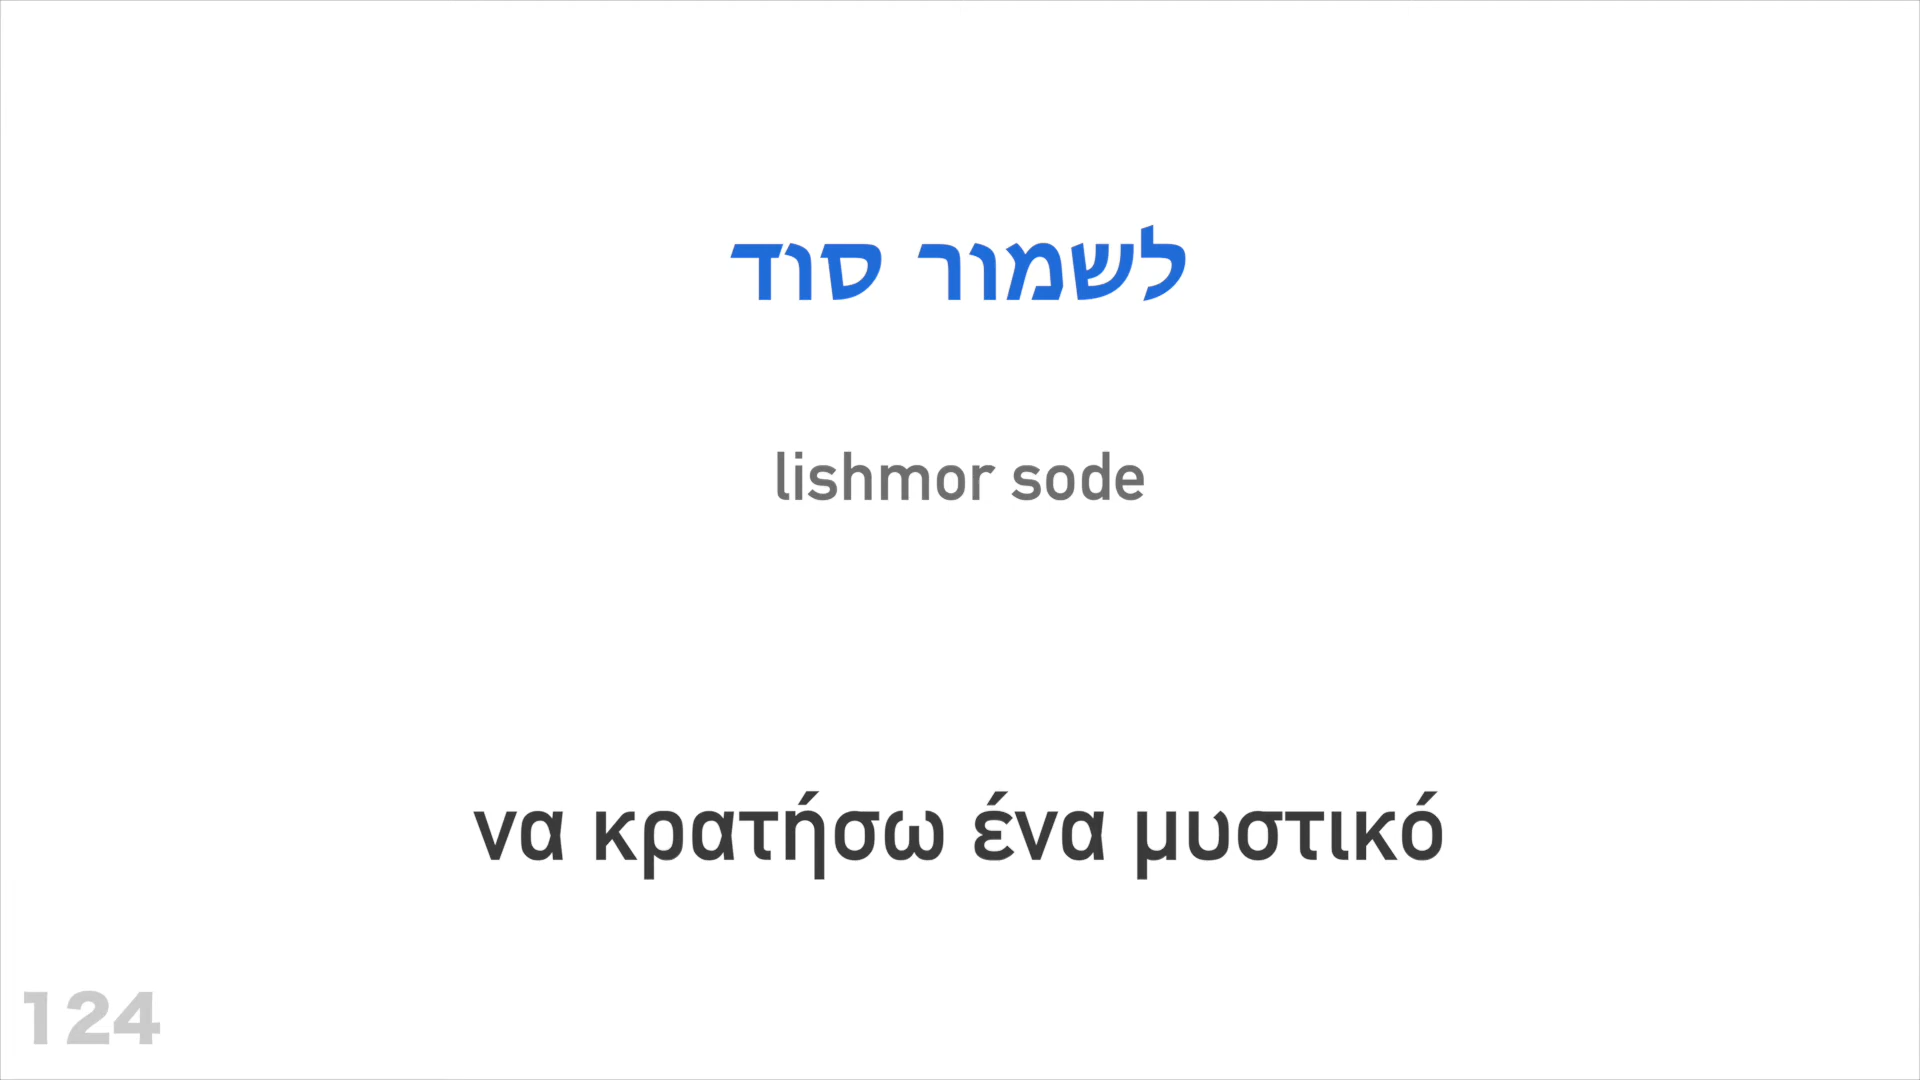 לשמור סוד
lishmor sode
να κρατήσω ένα μυστικό
124